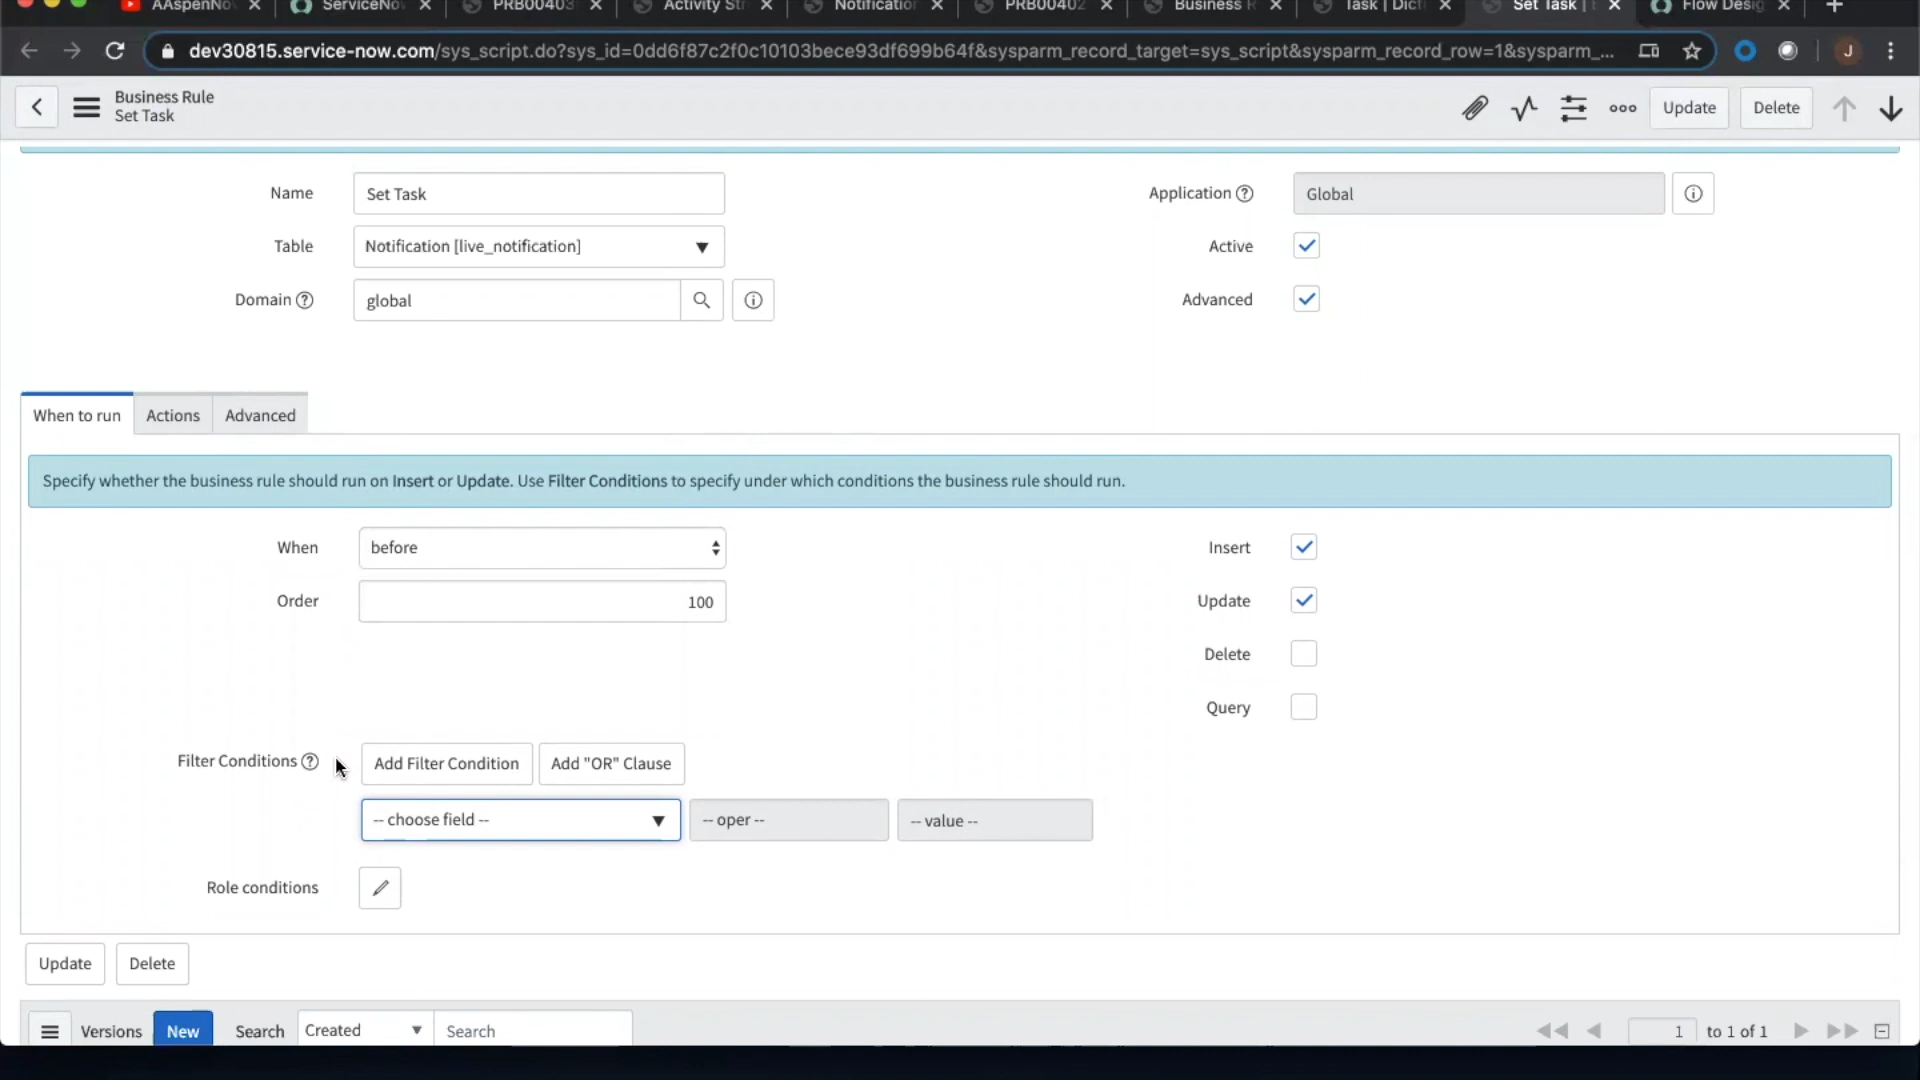 AAspenNo
ServiceNo
PRB00403
Activity Str
Notification
PRB00402
Business R
Task | Dict
Set Task |
Flow Desig
dev30815.service-now.com/sys_script.do?sys_id=0dd6f87c2f0c10103bece93df699b64f&sysparm_record_target=sys_script&sysparm_record_row=1&sysparm_...
J
Business Rule
Set Task
Update
Delete
Name
Set Task
Application
Global
Table
Notification [live_notification]
Active
Domain
global
Advanced
When to run
Actions
Advanced
Specify whether the business rule should run on Insert or Update. Use Filter Conditions to specify under which conditions the business rule should run.
When
before
Insert
Order
100
Update
Delete
Query
Filter Conditions
Add Filter Condition
Add "OR" Clause
-- choose field --
-- oper --
-- value --
Role conditions
Update
Delete
Versions
New
Search
Created
Search
1
to 1 of 1